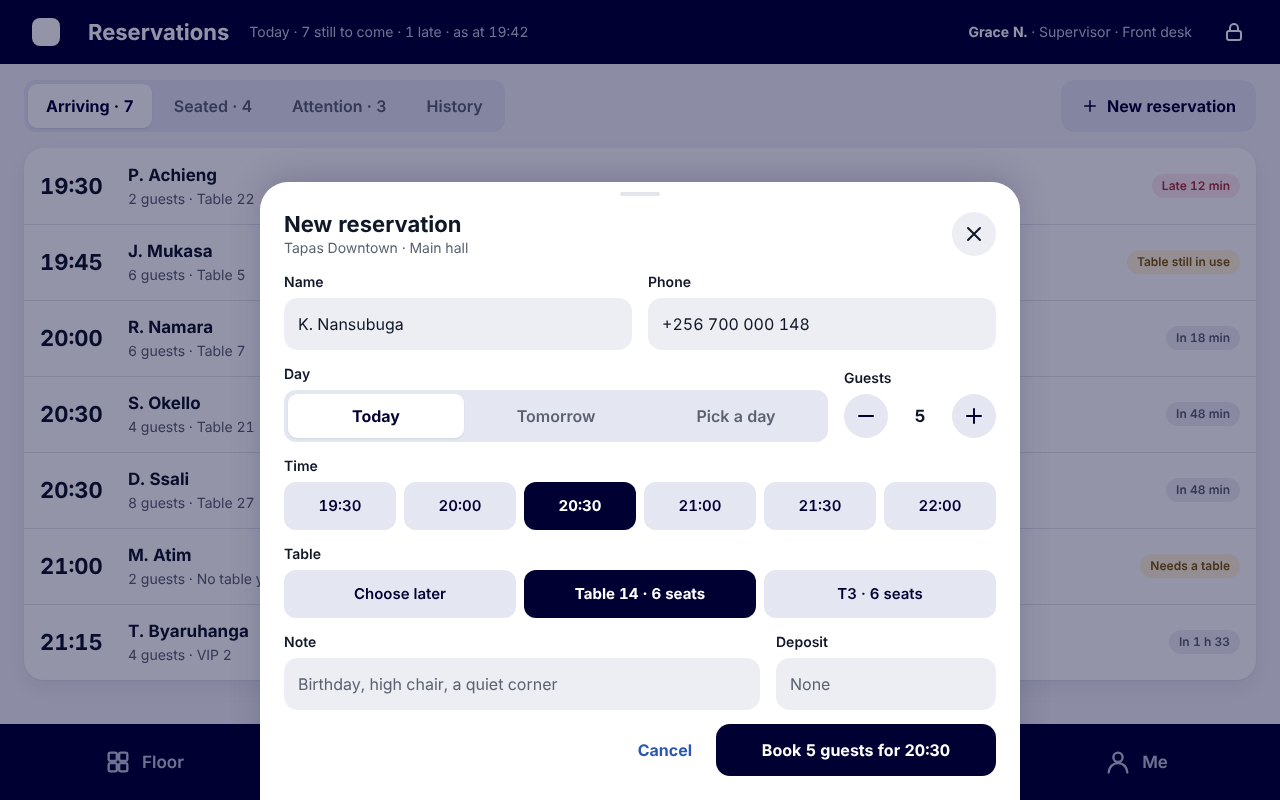 Reservations
Today · 7 still to come · 1 late · as at 19:42
Grace N. · Supervisor · Front desk
Arriving · 7
Seated · 4
Attention · 3
History
New reservation
19:30
P. Achieng
2 guests · Table 22
Late 12 min
19:45
J. Mukasa
6 guests · Table 5
Table still in use
20:00
R. Namara
6 guests · Table 7
In 18 min
20:30
S. Okello
4 guests · Table 21
In 48 min
20:30
D. Ssali
8 guests · Table 27
In 48 min
21:00
M. Atim
2 guests · No table
Needs a table
21:15
T. Byaruhanga
4 guests · VIP 2
In 1 h 33
New reservation
Tapas Downtown · Main hall
Name
Phone
K. Nansubuga
+256 700 000 148
Day
Guests
Today
Tomorrow
Pick a day
5
Time
19:30
20:00
20:30
21:00
21:30
22:00
Table
Choose later
Table 14 · 6 seats
T3 · 6 seats
Note
Deposit
Birthday, high chair, a quiet corner
None
Cancel
Book 5 guests for 20:30
Floor
Me